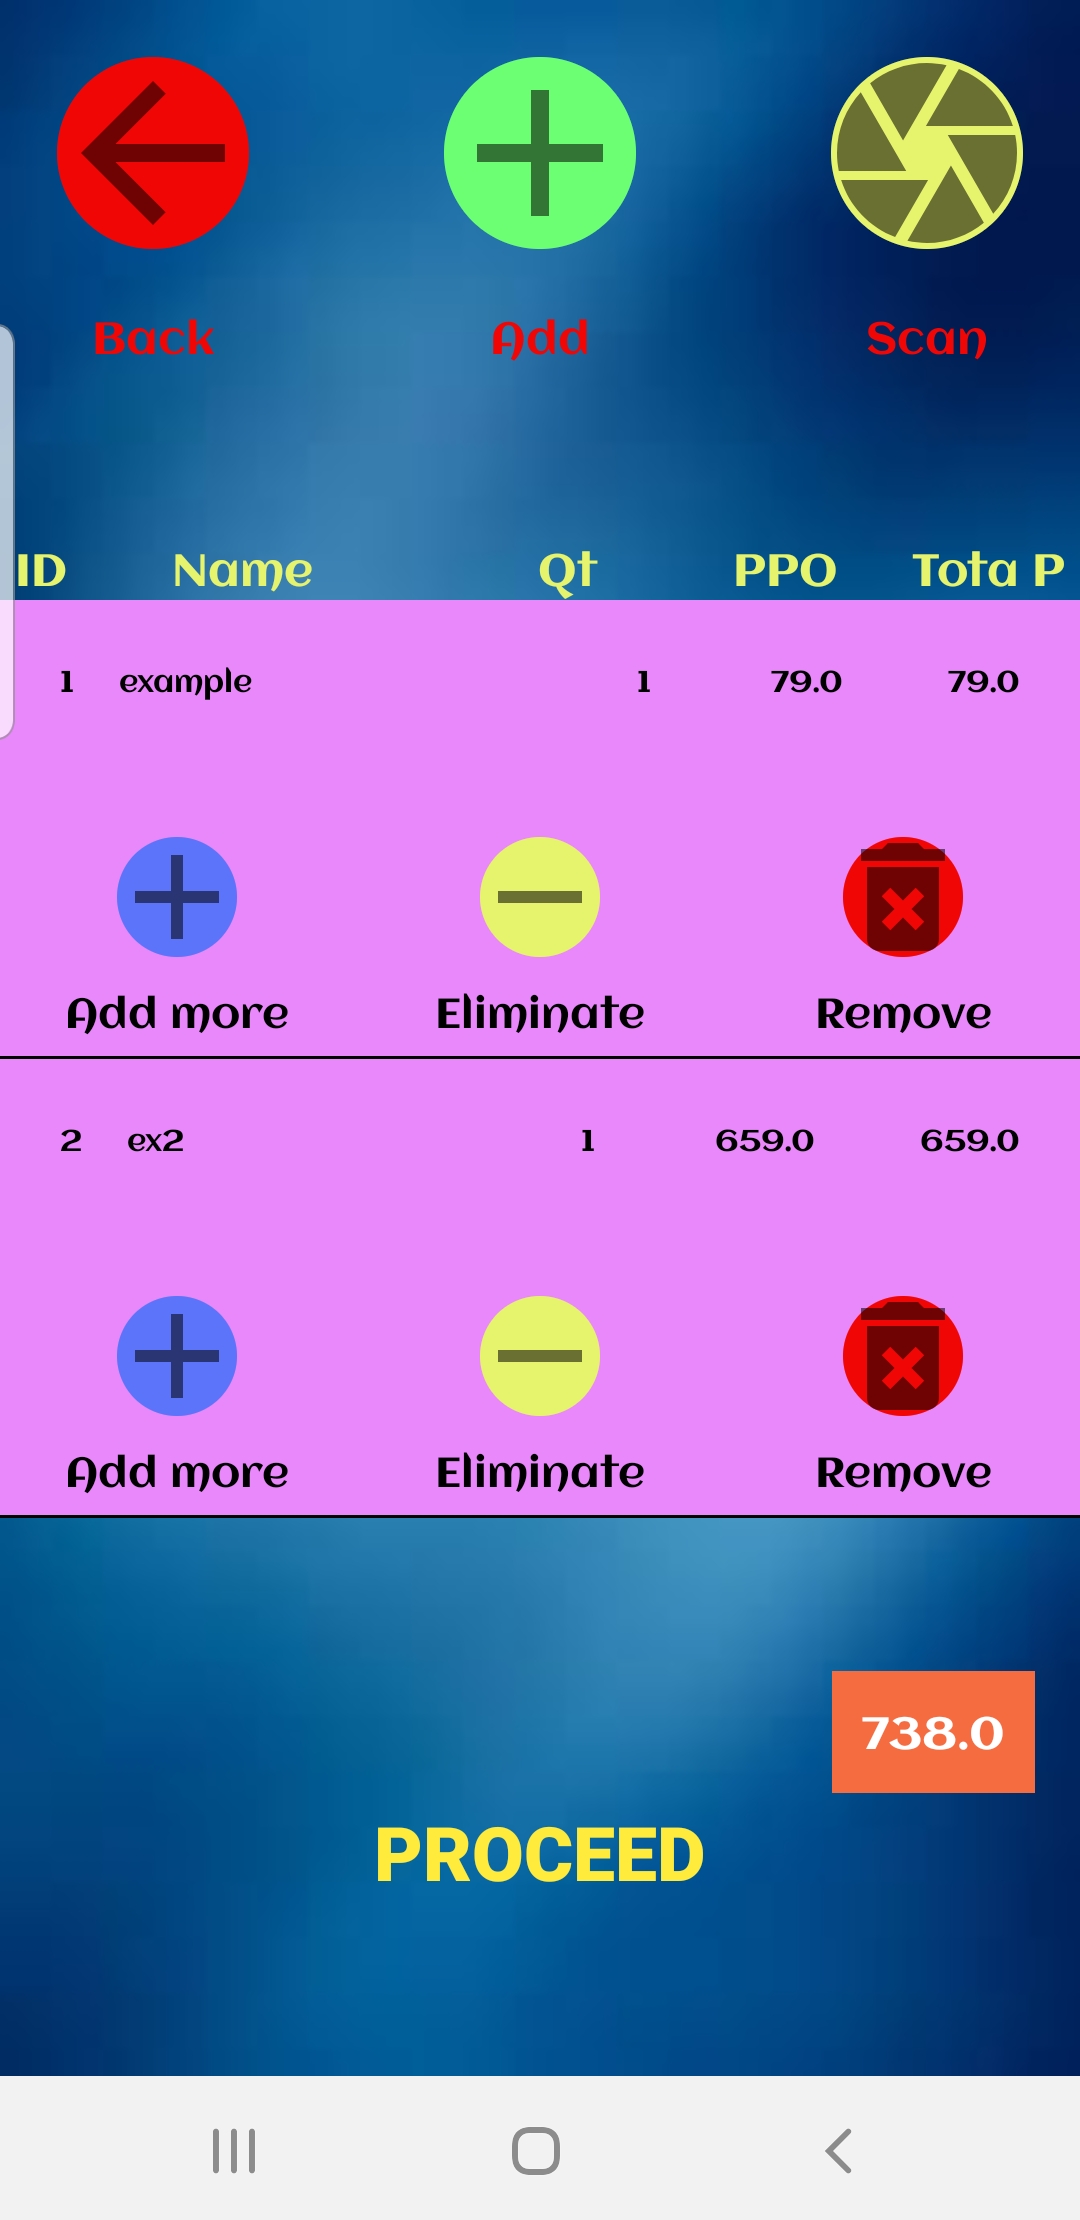 Back Add Scan
ID Name Qt PPO Tota P
1 example 1 79.0 79.0
Add more Eliminate Remove
2 ex2 1 659.0 659.0
Add more Eliminate Remove
738.0
PROCEED